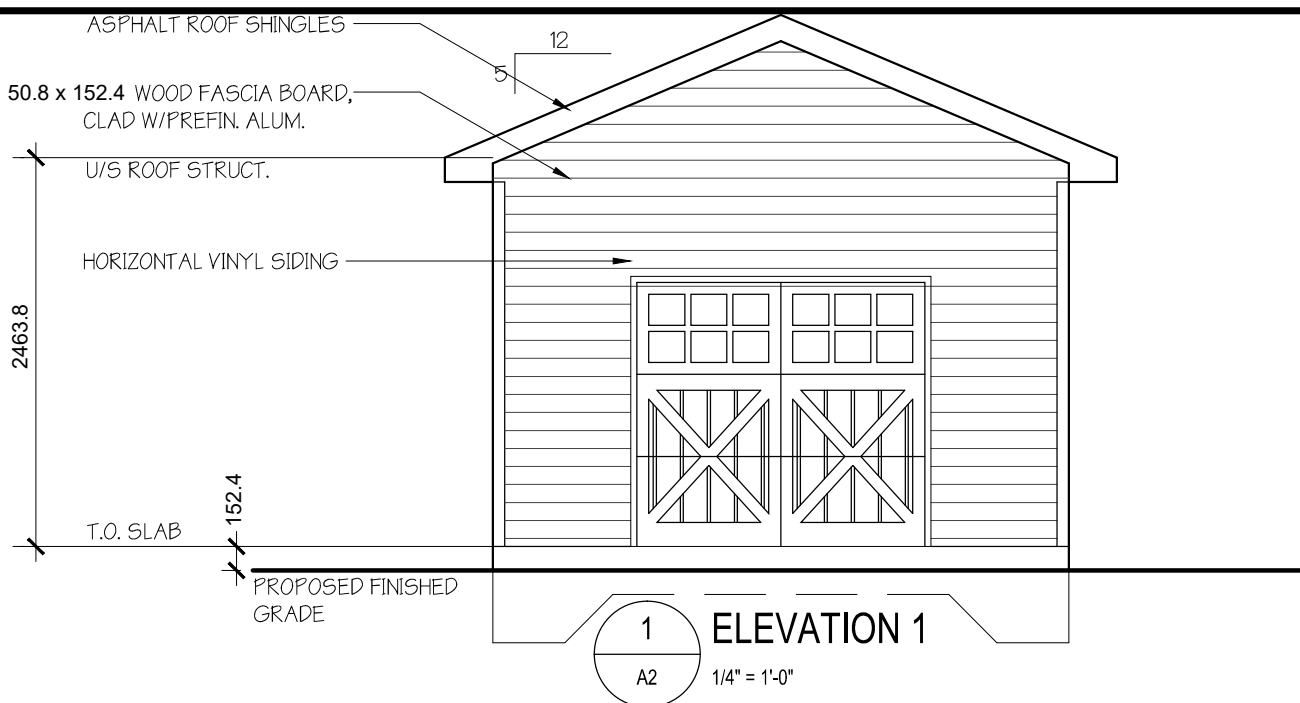 ASPHALT ROOF SHINGLES
12
5
50.8 x 152.4 WOOD FASCIA BOARD,
CLAD W/PREFIN. ALUM.
U/S ROOF STRUCT.
HORIZONTAL VINYL SIDING
2463.8
152.4
T.O. SLAB
PROPOSED FINISHED
GRADE
1
A2
ELEVATION 1
1/4" = 1'-0"